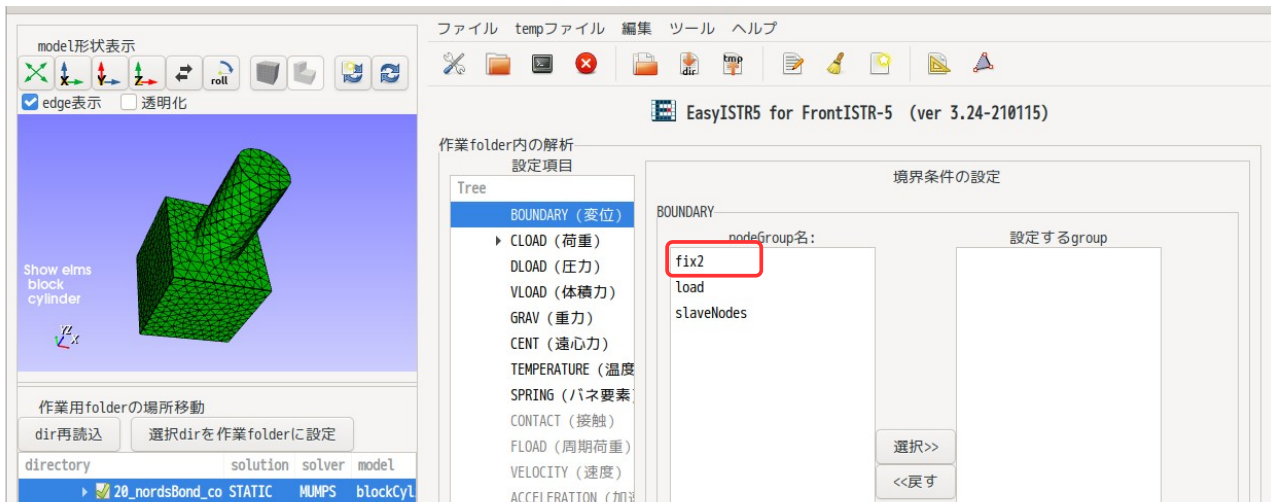 model形状表示
roll
edge表示 透明化
Show elms
block
cylinder
YZ
X
作業用folderの場所移動
dir再読込 選択dirを作業folderに設定
directory solution solver model
20_nordsBond_co STATIC MUMPS blockCyl
ファイル tempファイル 編集 ツール ヘルプ
dir tmp
EasyISTR5 for FrontISTR-5 (ver 3.24-210115)
作業folder内の解析
設定項目
Tree
BOUNDARY (変位)
CLOAD (荷重)
DLOAD (圧力)
VLOAD (体積力)
GRAV (重力)
CENT (遠心力)
TEMPERATURE (温度
SPRING (バネ要素)
CONTACT (接触)
FLOAD (周期荷重)
VELOCITY (速度)
ACCELERATION (加速
境界条件の設定
BOUNDARY
nodeGroup名: 設定するgroup
fix2
load
slaveNodes
選択>>
<<戻す